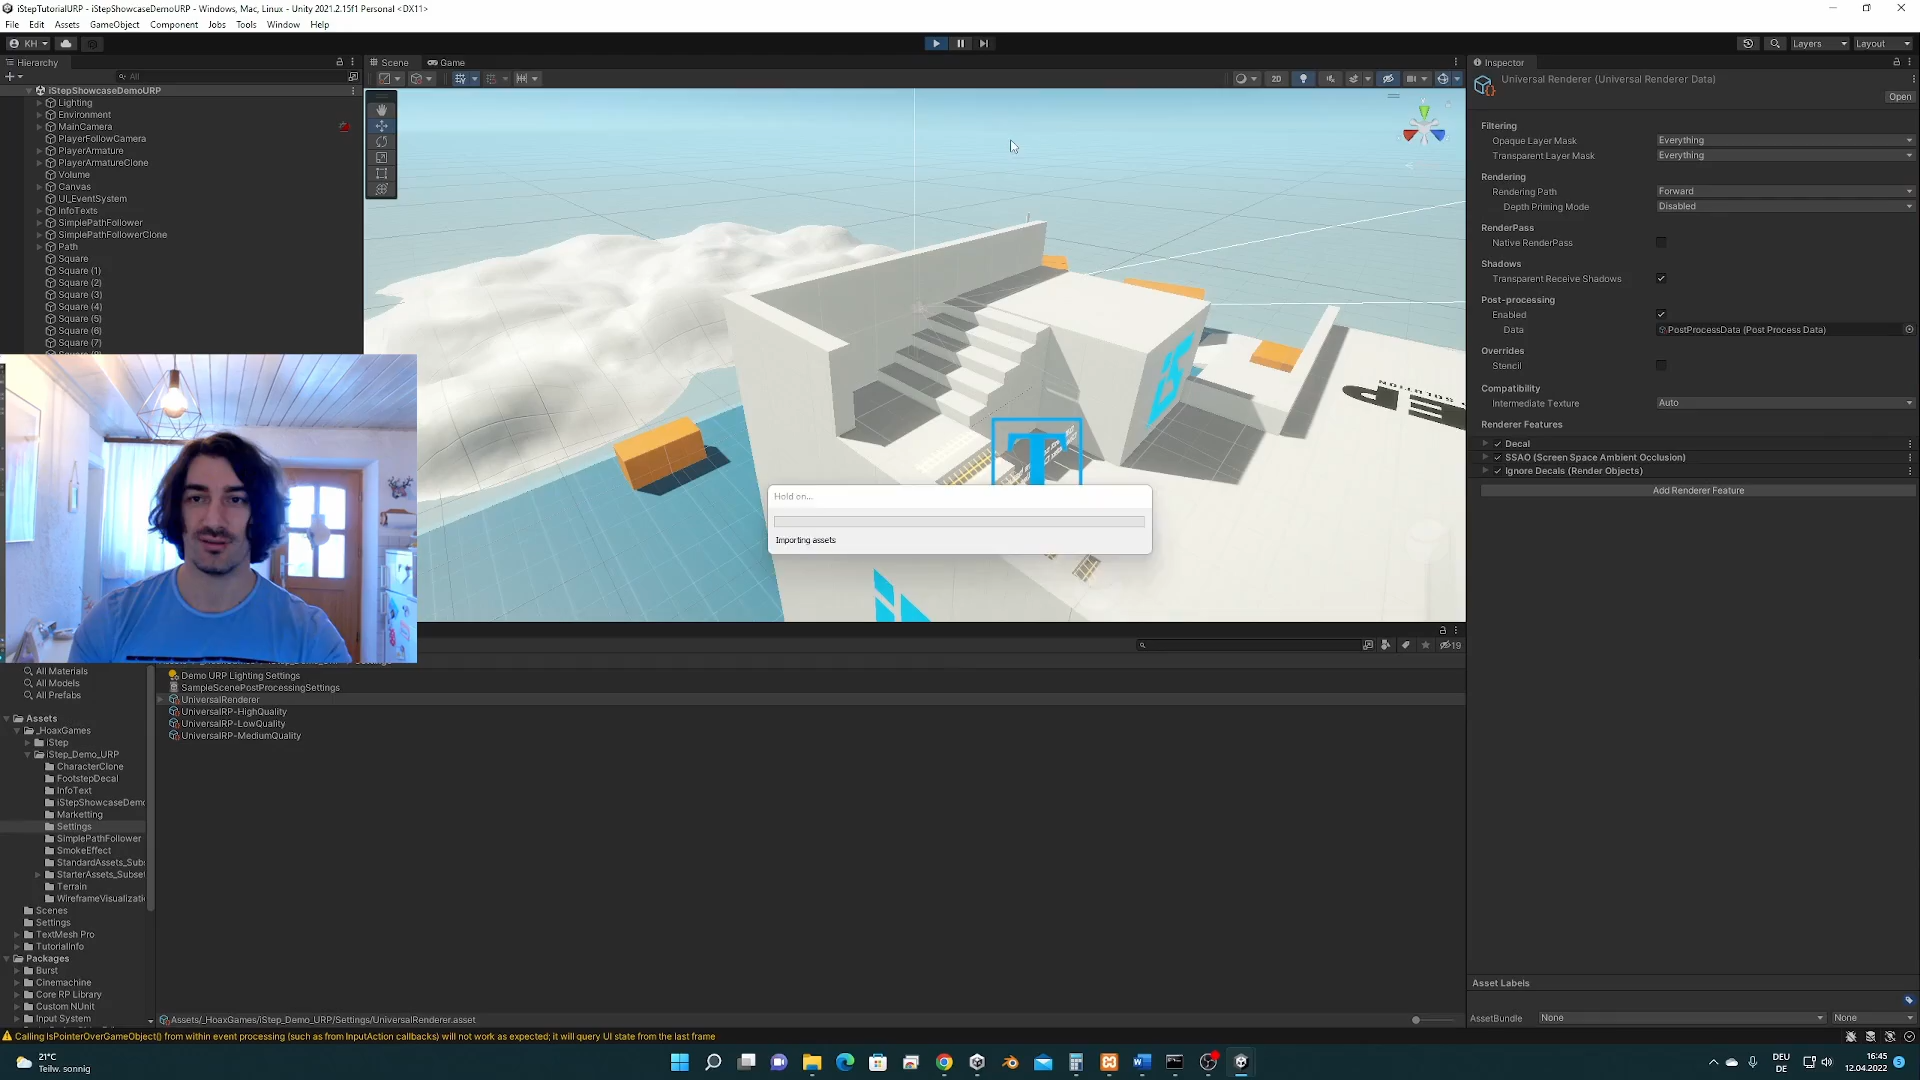 iStepTutorialURP - iStepShowcaseDemoURP - Windows, Mac, Linux - Unity 2021.2.15f1 Personal <DX11>
File Edit Assets GameObject Component Jobs Tools Window Help
KH
Layers
Layout
Hierarchy
All
Scene
Game
2D
Inspector
iStepShowcaseDemoURP
Lighting
Environment
MainCamera
PlayerFollowCamera
PlayerArmature
PlayerArmatureClone
Volume
Canvas
UI_EventSystem
InfoTexts
SimplePathFollower
SimplePathFollowerClone
Path
Square
Square (1)
Square (2)
Square (3)
Square (4)
Square (5)
Square (6)
Square (7)
Hold on...
Importing assets
Universal Renderer (Universal Renderer Data)
Open
Filtering
Opaque Layer Mask Everything
Transparent Layer Mask Everything
Rendering
Rendering Path Forward
Depth Priming Mode Disabled
RenderPass
Native RenderPass
Shadows
Transparent Receive Shadows
Post-processing
Enabled
Data PostProcessData (Post Process Data)
Overrides
Stencil
Compatibility
Intermediate Texture Auto
Renderer Features
Decal
SSAO (Screen Space Ambient Occlusion)
Ignore Decals (Render Objects)
Add Renderer Feature
19
All Materials
All Models
All Prefabs
Assets
_HoaxGames
iStep
iStep_Demo_URP
CharacterClone
FootstepDecal
InfoText
iStepShowcaseDemo
Marketting
Settings
SimplePathFollower
SmokeEffect
StandardAssets_Subs
StarterAssets_Subset
Terrain
WireframeVisualizati
Scenes
Settings
TextMesh Pro
TutorialInfo
Packages
Burst
Cinemachine
Core RP Library
Custom NUnit
Input System
Demo URP Lighting Settings
SampleScenePostProcessingSettings
UniversalRenderer
UniversalRP-HighQuality
UniversalRP-LowQuality
UniversalRP-MediumQuality
Assets/_HoaxGames/iStep_Demo_URP/Settings/UniversalRenderer.asset
Asset Labels
AssetBundle None None
Calling IsPointerOverGameObject() from within event processing (such as from InputAction callbacks) will not work as expected; it will query UI state from the last frame
21°C
Teilw. sonnig
DEU
DE
16:45
12.04.2022
5